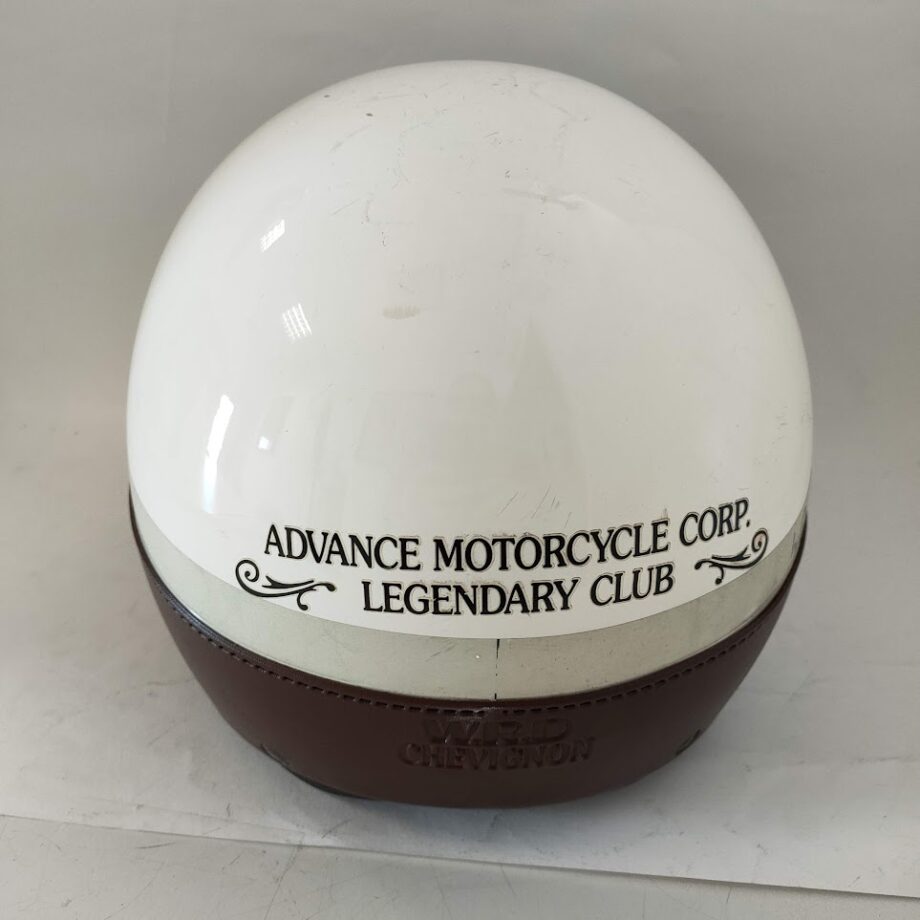 ADVANCE MOTORCYCLE CORP.
LEGENDARY CLUB
W.R.D
CHEVIGNON